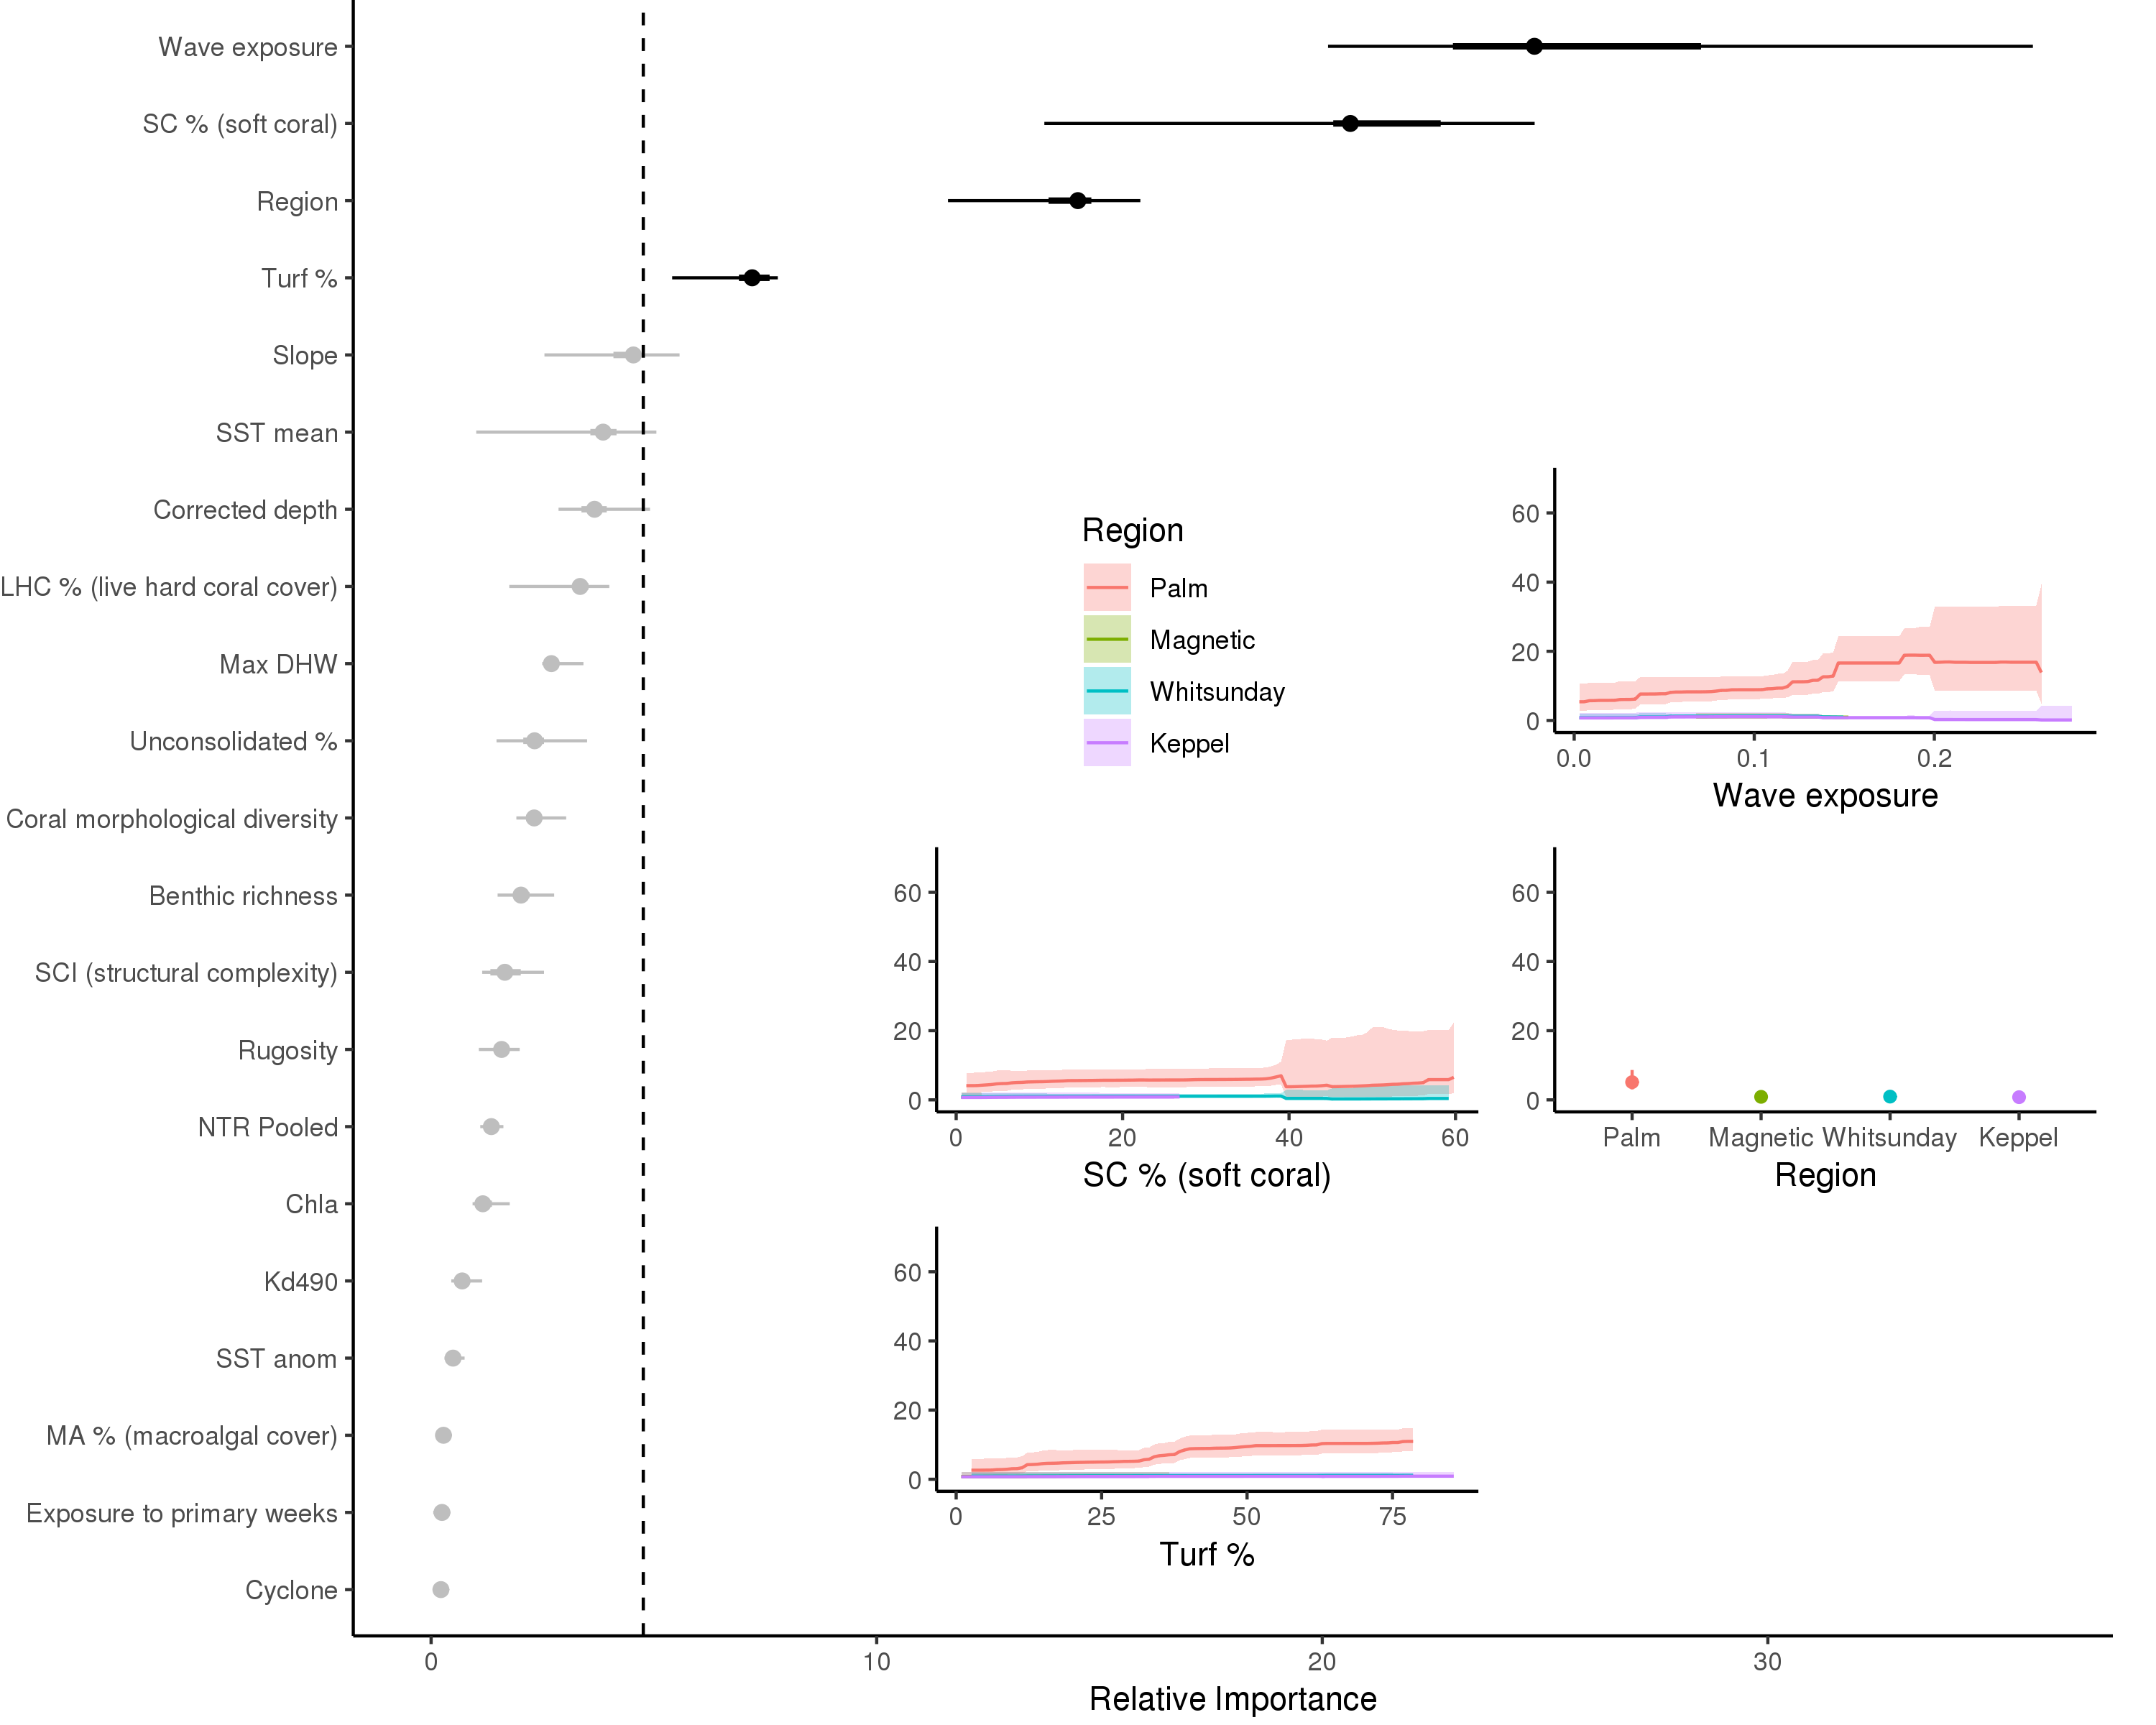 Wave exposure
SC % (soft coral)
Region
Turf %
Slope
SST mean
Corrected depth
LHC % (live hard coral cover)
Max DHW
Unconsolidated %
Coral morphological diversity
Benthic richness
SCI (structural complexity)
Rugosity
NTR Pooled
Chla
Kd490
SST anom
MA % (macroalgal cover)
Exposure to primary weeks
Cyclone
0 10 20 30
Relative Importance
Region
Palm
Magnetic
Whitsunday
Keppel
60
40
20
0
0.0 0.1 0.2
Wave exposure
60
40
20
0
0 20 40 60
SC % (soft coral)
60
40
20
0
Palm Magnetic Whitsunday Keppel
Region
60
40
20
0
0 25 50 75
Turf %